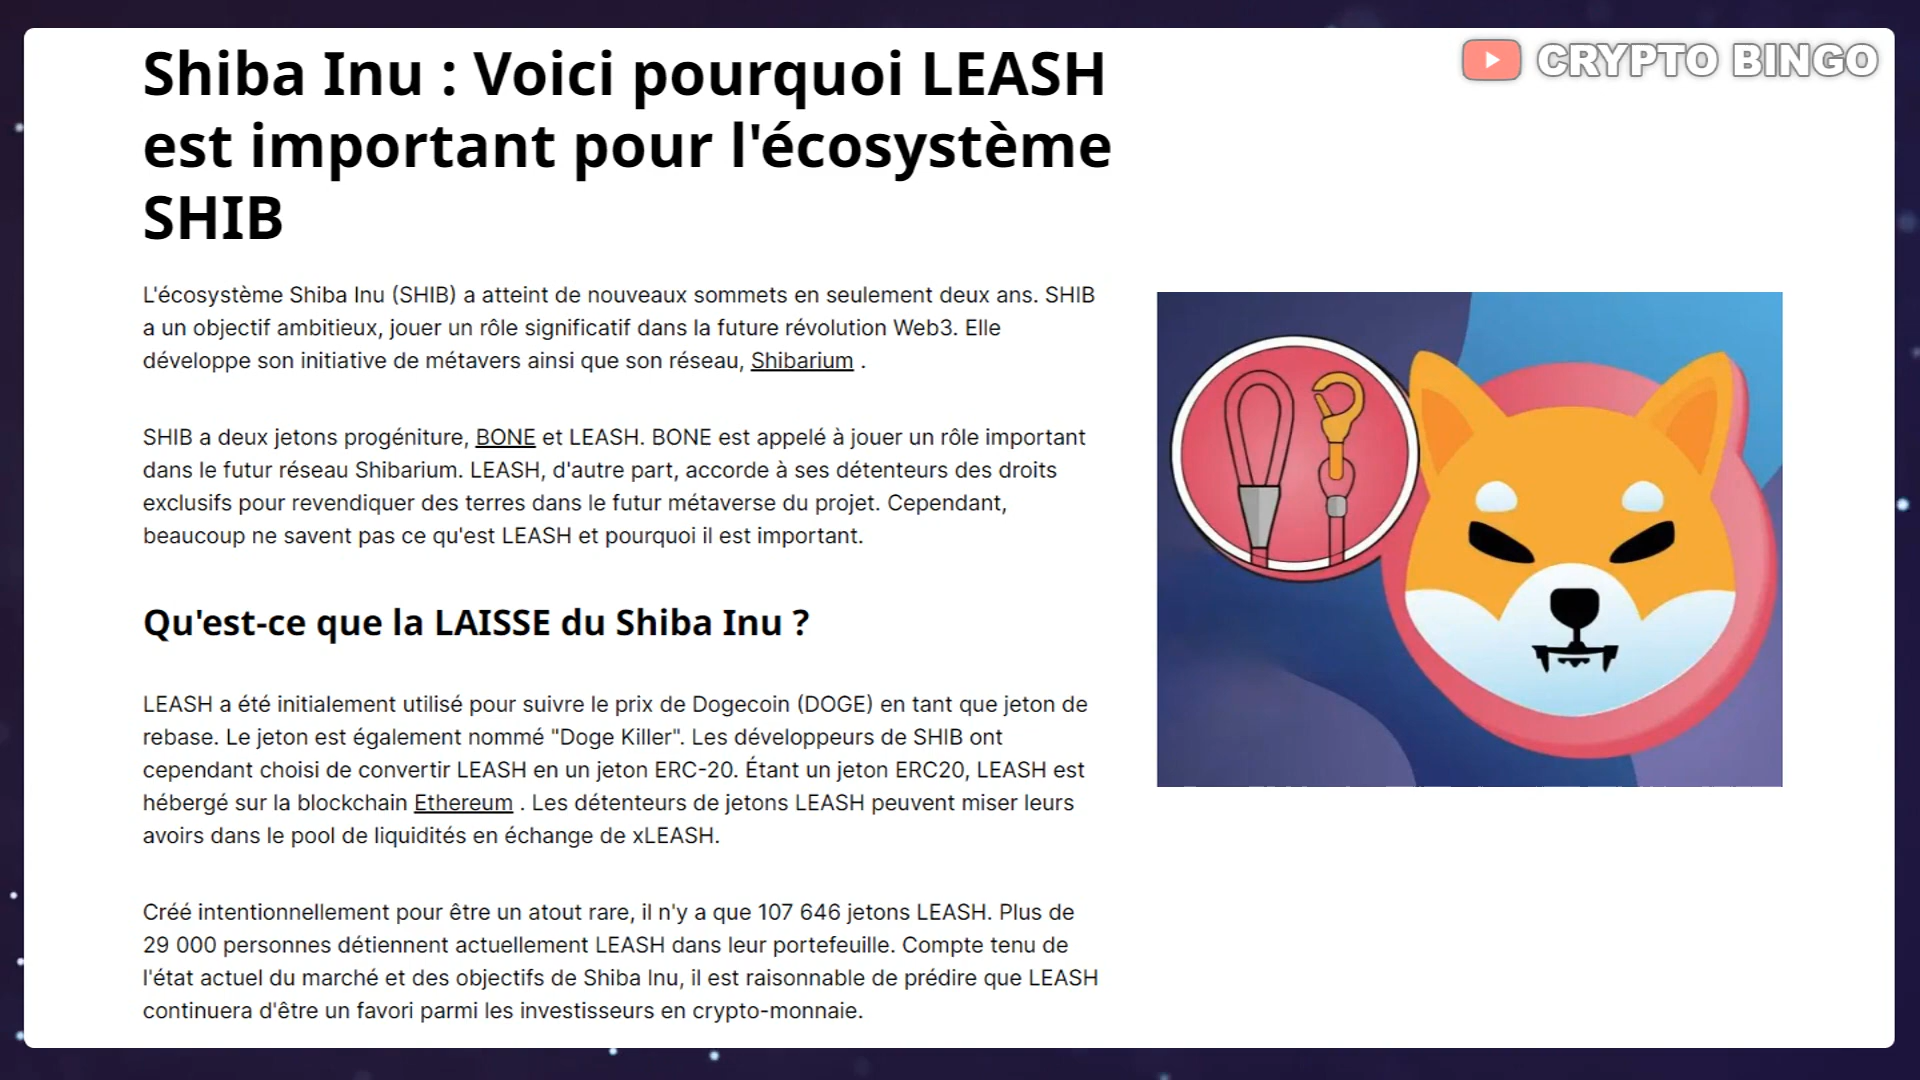 CRYPTO BINGO
Shiba Inu : Voici pourquoi LEASH
est important pour l'écosystème
SHIB
L'écosystème Shiba Inu (SHIB) a atteint de nouveaux sommets en seulement deux ans. SHIB
a un objectif ambitieux, jouer un rôle significatif dans la future révolution Web3. Elle
développe son initiative de métavers ainsi que son réseau, Shibarium .
SHIB a deux jetons progéniture, BONE et LEASH. BONE est appelé à jouer un rôle important
dans le futur réseau Shibarium. LEASH, d'autre part, accorde à ses détenteurs des droits
exclusifs pour revendiquer des terres dans le futur métaverse du projet. Cependant,
beaucoup ne savent pas ce qu'est LEASH et pourquoi il est important.
Qu'est-ce que la LAISSE du Shiba Inu ?
LEASH a été initialement utilisé pour suivre le prix de Dogecoin (DOGE) en tant que jeton de
rebase. Le jeton est également nommé "Doge Killer". Les développeurs de SHIB ont
cependant choisi de convertir LEASH en un jeton ERC-20. Étant un jeton ERC20, LEASH est
hébergé sur la blockchain Ethereum . Les détenteurs de jetons LEASH peuvent miser leurs
avoirs dans le pool de liquidités en échange de xLEASH.
Créé intentionnellement pour être un atout rare, il n'y a que 107 646 jetons LEASH. Plus de
29 000 personnes détiennent actuellement LEASH dans leur portefeuille. Compte tenu de
l'état actuel du marché et des objectifs de Shiba Inu, il est raisonnable de prédire que LEASH
continuera d'être un favori parmi les investisseurs en crypto-monnaie.